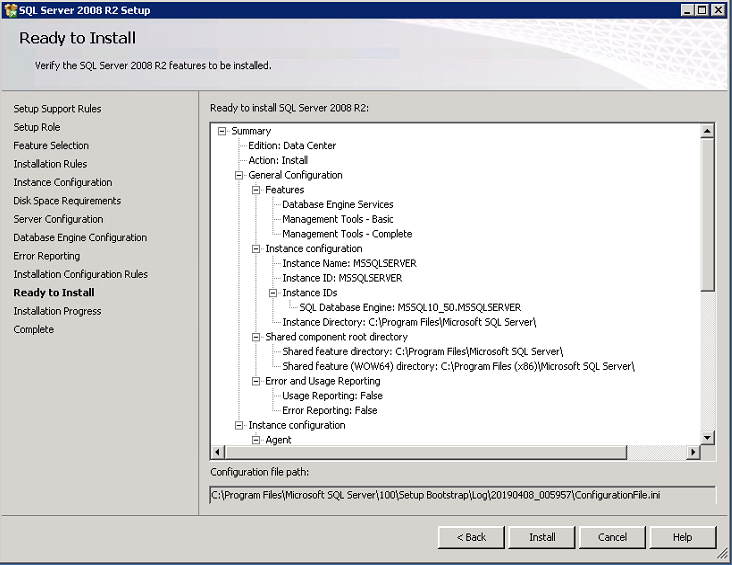 SQL Server 2008 R2 Setup
Ready to Install
Verify the SQL Server 2008 R2 features to be installed.
Setup Support Rules
Setup Role
Feature Selection
Installation Rules
Instance Configuration
Disk Space Requirements
Server Configuration
Database Engine Configuration
Error Reporting
Installation Configuration Rules
Ready to Install
Installation Progress
Complete
Ready to install SQL Server 2008 R2:
Summary
Edition: Data Center
Action: Install
General Configuration
Features
Database Engine Services
Management Tools - Basic
Management Tools - Complete
Instance configuration
Instance Name: MSSQLSERVER
Instance ID: MSSQLSERVER
Instance IDs
SQL Database Engine: MSSQL10_50.MSSQLSERVER
Instance Directory: C:\Program Files\Microsoft SQL Server\
Shared component root directory
Shared feature directory: C:\Program Files\Microsoft SQL Server\
Shared feature (WOW64) directory: C:\Program Files (x86)\Microsoft SQL Server\
Error and Usage Reporting
Usage Reporting: False
Error Reporting: False
Instance configuration
Agent
Configuration file path:
C:\Program Files\Microsoft SQL Server\100\Setup Bootstrap\Log\20190408_005957\ConfigurationFile.ini
< Back
Install
Cancel
Help